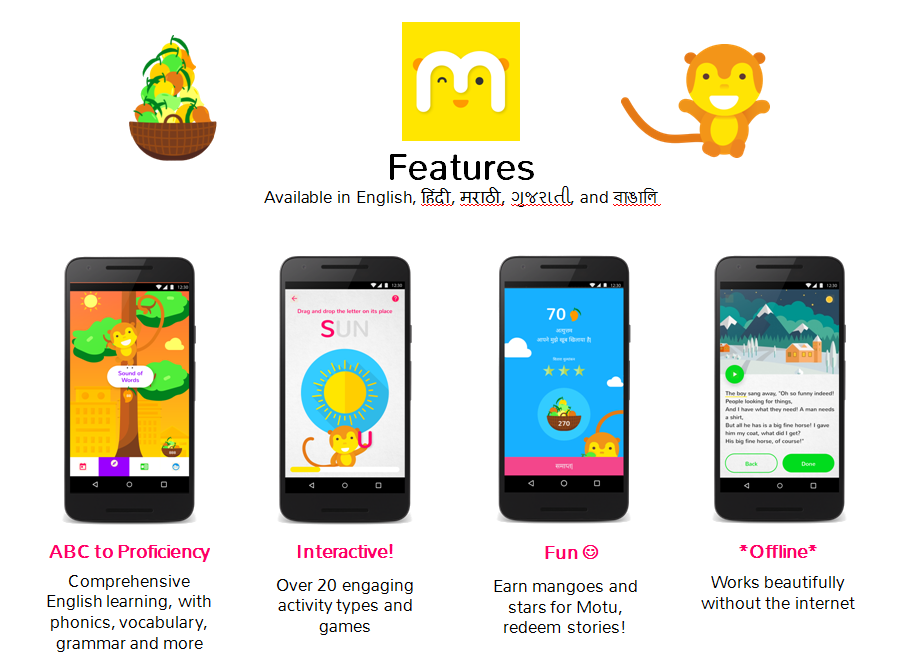 Features
Available in English, हिंदी, मराठी, ગુજરાતી, and বাঙালি
12:30
Sound of
Words
12:30
Drag and drop the letter on its place
SUN
U
12:30
70
अत्युत्तम
270
समाप्त
12:30
The boy sang away, "Oh so funny indeed!
People looking for things,
And I have what they need! A man needs
a shirt,
But all he has is a big fine horse! I gave
him my coat, what did I get?
His big fine horse, of course!"
Back
Done
ABC to Proficiency
Comprehensive
English learning, with
phonics, vocabulary,
grammar and more
Interactive!
Over 20 engaging
activity types and
games
Fun ☺
Earn mangoes and
stars for Motu,
redeem stories!
*Offline*
Works beautifully
without the internet